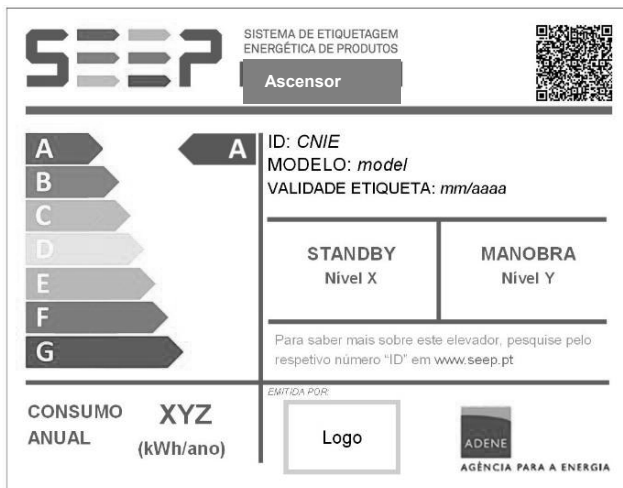 SEEP
SISTEMA DE ETIQUETAGEM
ENERGÉTICA DE PRODUTOS
Ascensor
A
B
C
D
E
F
G
A
ID: CNIE
MODELO: model
VALIDADE ETIQUETA: mm/aaaa
STANDBY
Nivel X
MANOBRA
Nivel Y
Para saber mais sobre este elevador, pesquise pelo
respetivo número "ID" em www.seep.pt
CONSUMO
ANUAL
XYZ
(kWh/ano)
EMITIDA POR:
Logo
ADENE
AGÊNCIA PARA A ENERGIA